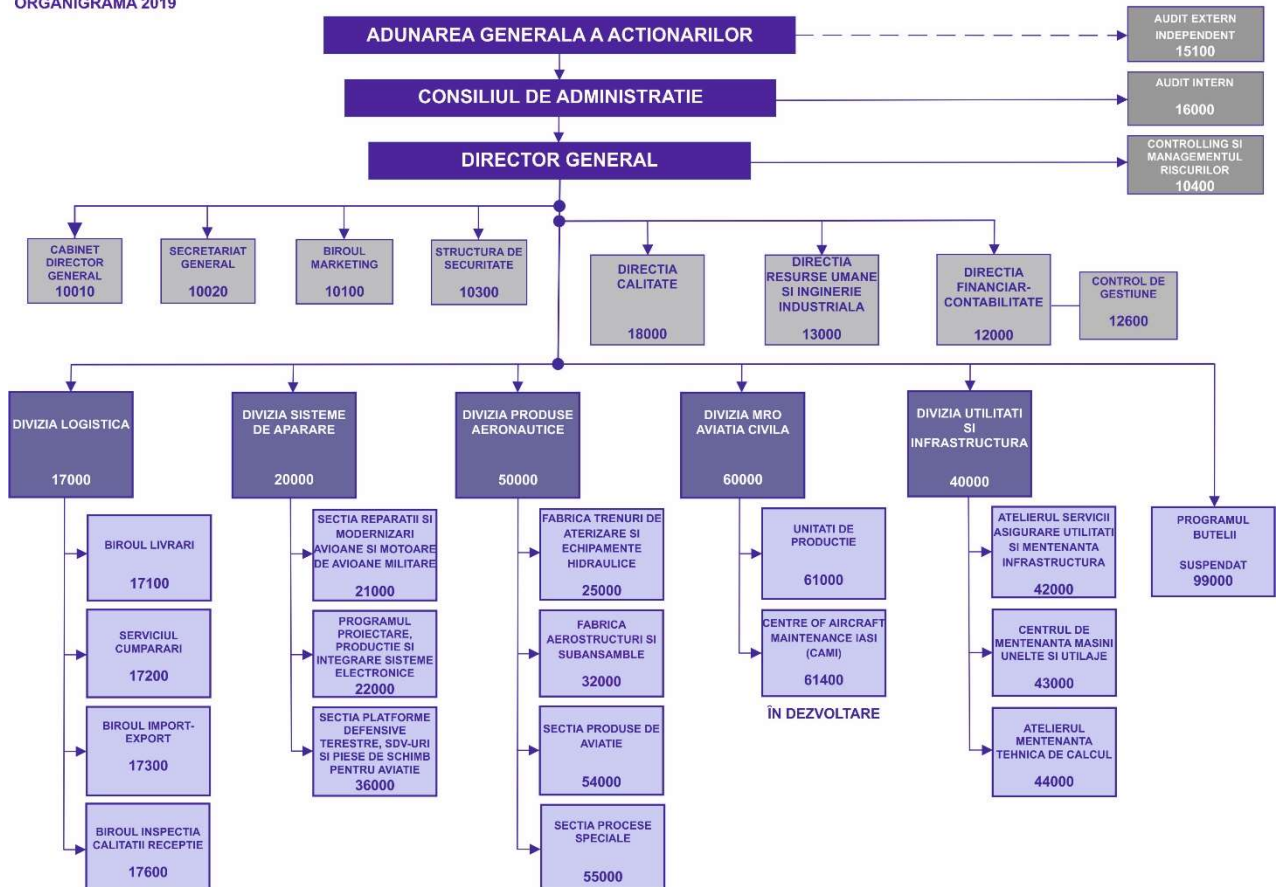 ORGANIGRAMA 2019
ADUNAREA GENERALA A ACTIONARILOR
AUDIT EXTERN
INDEPENDENT
15100
CONSILIUL DE ADMINISTRATIE
AUDIT INTERN
16000
DIRECTOR GENERAL
CONTROLLING SI
MANAGEMENTUL
RISCURILOR
10400
CABINET
DIRECTOR
GENERAL
10010
SECRETARIAT
GENERAL
10020
BIROUL
MARKETING
10100
STRUCTURA DE
SECURITATE
10300
DIRECTIA
CALITATE
18000
DIRECTIA
RESURSE UMANE
SI INGINERIE
INDUSTRIALA
13000
DIRECTIA
FINANCIAR-
CONTABILITATE
12000
CONTROL DE
GESTIUNE
12600
DIVIZIA LOGISTICA
17000
DIVIZIA SISTEME
DE APARARE
20000
DIVIZIA PRODUSE
AERONAUTICE
50000
DIVIZIA MRO
AVIATIA CIVILA
60000
DIVIZIA UTILITATI
SI
INFRASTRUCTURA
40000
PROGRAMUL
BUTELII
SUSPENDAT
99000
BIROUL LIVRARI
17100
SERVICIUL
CUMPARARI
17200
BIROUL IMPORT-
EXPORT
17300
BIROUL INSPECTIA
CALITATII RECEPTIE
17600
SECTIA REPARATII SI
MODERNIZARI
AVIOANE SI MOTOARE
DE AVIOANE MILITARE
21000
PROGRAMUL
PROIECTARE,
PRODUCTIE SI
INTEGRARE SISTEME
ELECTRONICE
22000
SECTIA PLATFORME
DEFENSIVE
TERESTRE, SDV-URI
SI PIESE DE SCHIMB
PENTRU AVIATIE
36000
FABRICA TRENURI DE
ATERIZARE SI
ECHIPAMENTE
HIDRAULICE
25000
FABRICA
AEROSTRUCTURI SI
SUBANSAMBLE
32000
SECTIA PRODUSE DE
AVIATIE
54000
SECTIA PROCESE
SPECIALE
55000
UNITATI DE
PRODUCTIE
61000
CENTRE OF AIRCRAFT
MAINTENANCE IASI
(CAMI)
61400
ÎN DEZVOLTARE
ATELIERUL SERVICII
ASIGURARE UTILITATI
SI MENTENANTA
INFRASTRUCTURA
42000
CENTRUL DE
MENTENANTA MASINI
UNELTE SI UTILAJE
43000
ATELIERUL
MENTENANTA
TEHNICA DE CALCUL
44000